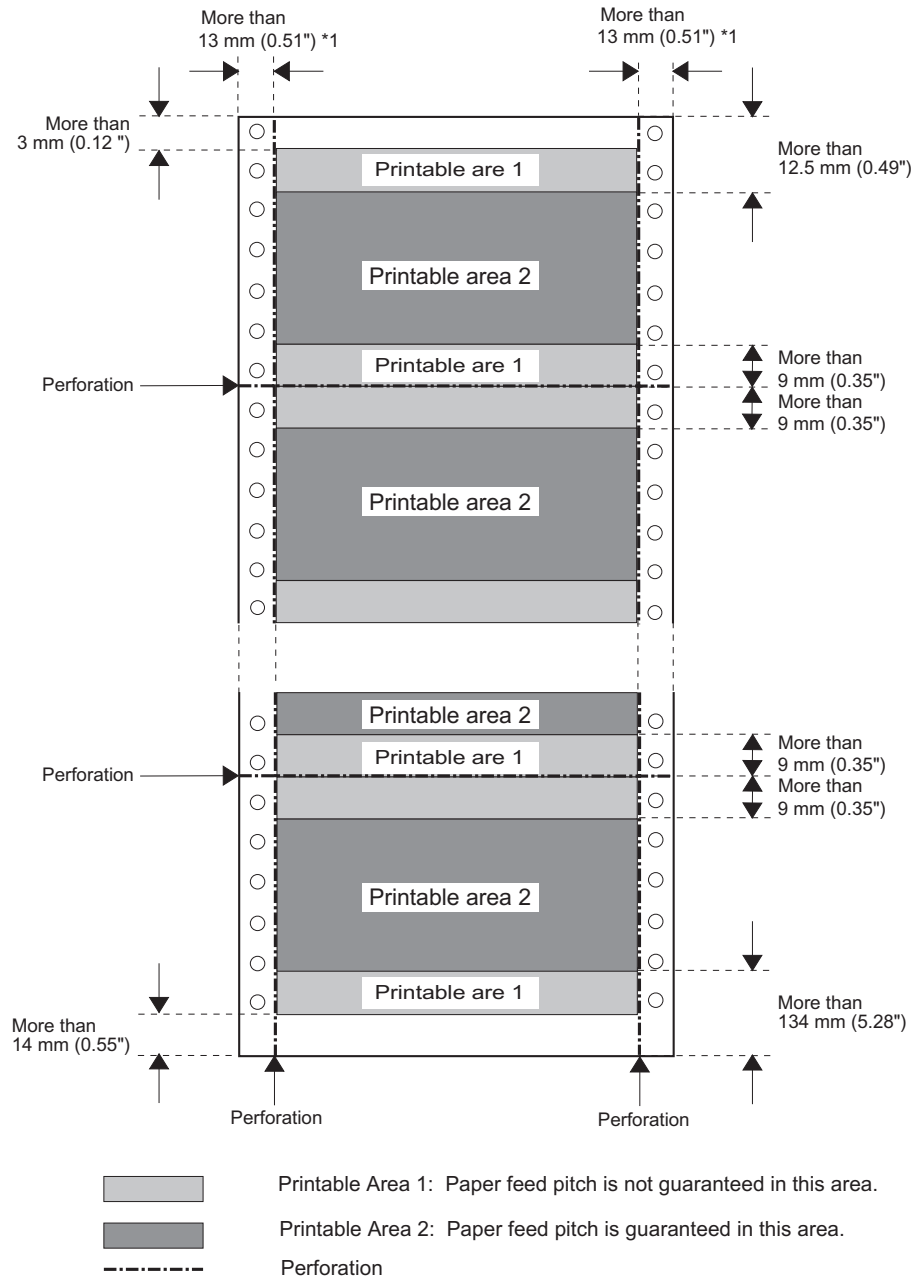 More than
13 mm (0.51") *1
More than
13 mm (0.51") *1
More than
3 mm (0.12 ")
More than
12.5 mm (0.49")
Printable are 1
Printable area 2
Printable are 1
More than
9 mm (0.35")
Perforation
More than
9 mm (0.35")
Printable area 2
Printable area 2
Printable are 1
More than
9 mm (0.35")
Perforation
More than
9 mm (0.35")
Printable area 2
Printable are 1
More than
14 mm (0.55")
More than
134 mm (5.28")
Perforation
Perforation
Printable Area 1: Paper feed pitch is not guaranteed in this area.
Printable Area 2: Paper feed pitch is guaranteed in this area.
Perforation